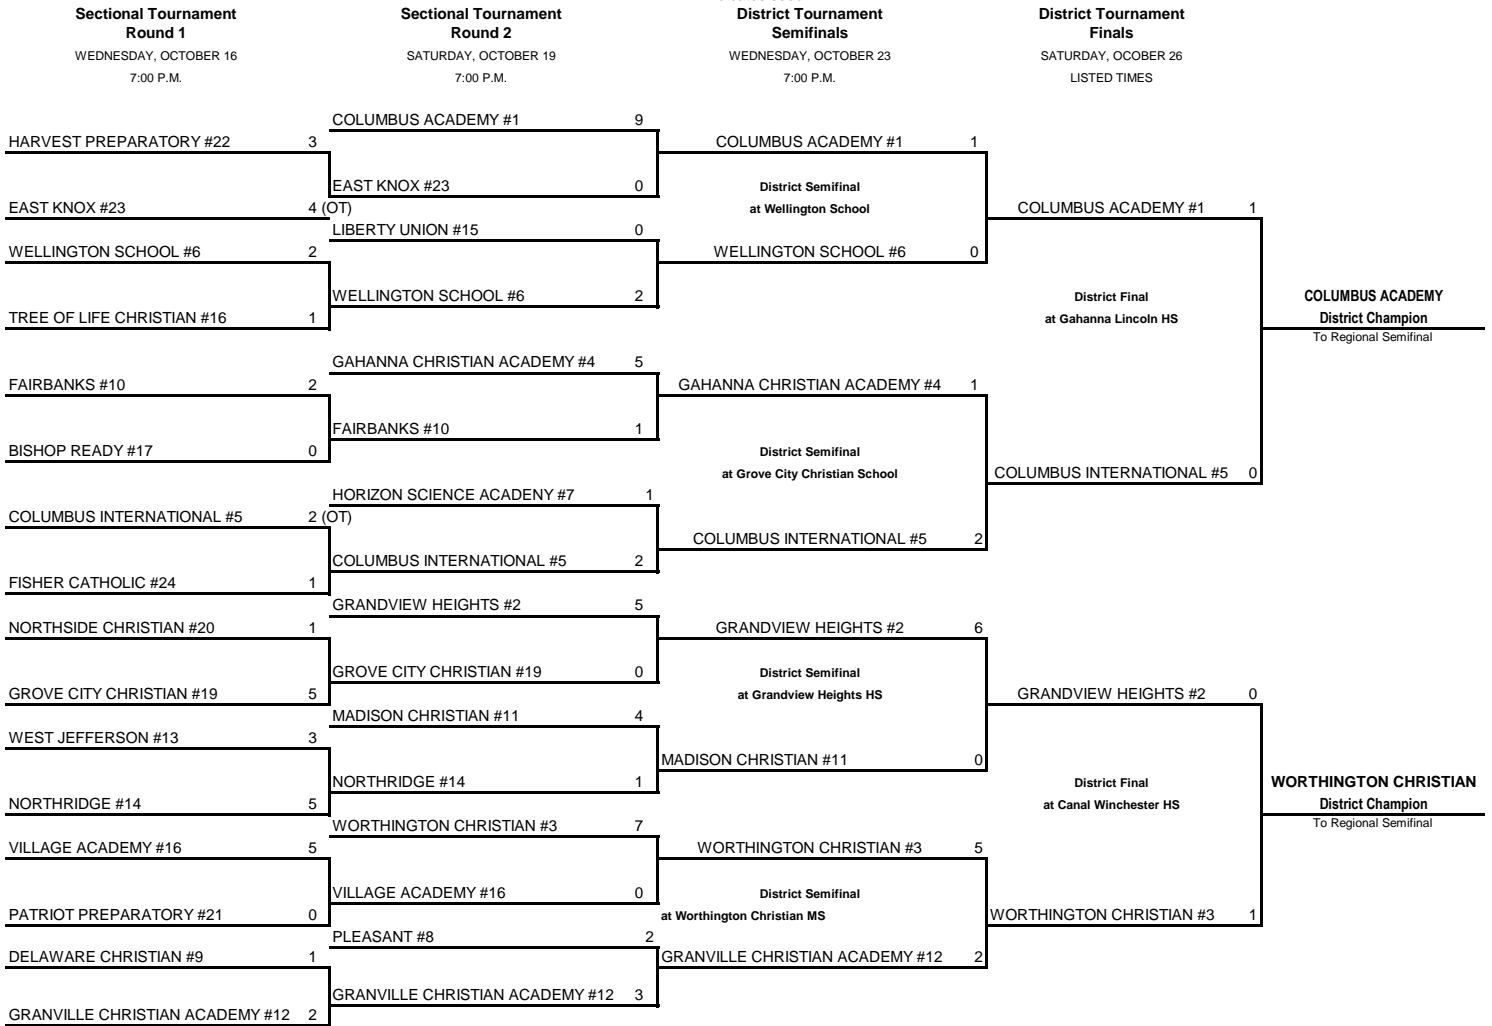 Sectional Tournament
Round 1
WEDNESDAY, OCTOBER 16
7:00 P.M.
Sectional Tournament
Round 2
SATURDAY, OCTOBER 19
7:00 P.M.
District Tournament
Semifinals
WEDNESDAY, OCTOBER 23
7:00 P.M.
District Tournament
Finals
SATURDAY, OCOBER 26
LISTED TIMES
HARVEST PREPARATORY #22 3
EAST KNOX #23 4 (OT)
WELLINGTON SCHOOL #6 2
TREE OF LIFE CHRISTIAN #16 1
FAIRBANKS #10 2
BISHOP READY #17 0
COLUMBUS INTERNATIONAL #5 2 (OT)
FISHER CATHOLIC #24 1
NORTHSIDE CHRISTIAN #20 1
GROVE CITY CHRISTIAN #19 5
WEST JEFFERSON #13 3
NORTHRIDGE #14 5
VILLAGE ACADEMY #16 5
PATRIOT PREPARATORY #21 0
DELAWARE CHRISTIAN #9 1
GRANVILLE CHRISTIAN ACADEMY #12 2
COLUMBUS ACADEMY #1 9
EAST KNOX #23 0
LIBERTY UNION #15 0
WELLINGTON SCHOOL #6 2
GAHANNA CHRISTIAN ACADEMY #4 5
FAIRBANKS #10 1
HORIZON SCIENCE ACADENY #7 1
COLUMBUS INTERNATIONAL #5 2
GRANDVIEW HEIGHTS #2 5
GROVE CITY CHRISTIAN #19 0
MADISON CHRISTIAN #11 4
NORTHRIDGE #14 1
WORTHINGTON CHRISTIAN #3 7
VILLAGE ACADEMY #16 0
PLEASANT #8 2
GRANVILLE CHRISTIAN ACADEMY #12 3
COLUMBUS ACADEMY #1 1
District Semifinal
at Wellington School
WELLINGTON SCHOOL #6 0
GAHANNA CHRISTIAN ACADEMY #4 1
District Semifinal
at Grove City Christian School
COLUMBUS INTERNATIONAL #5 2
GRANDVIEW HEIGHTS #2 6
District Semifinal
at Grandview Heights HS
MADISON CHRISTIAN #11 0
WORTHINGTON CHRISTIAN #3 5
District Semifinal
at Worthington Christian MS
GRANVILLE CHRISTIAN ACADEMY #12 2
COLUMBUS ACADEMY #1 1
District Final
at Gahanna Lincoln HS
COLUMBUS INTERNATIONAL #5 0
GRANDVIEW HEIGHTS #2 0
District Final
at Canal Winchester HS
WORTHINGTON CHRISTIAN #3 1
COLUMBUS ACADEMY
District Champion
To Regional Semifinal
WORTHINGTON CHRISTIAN
District Champion
To Regional Semifinal